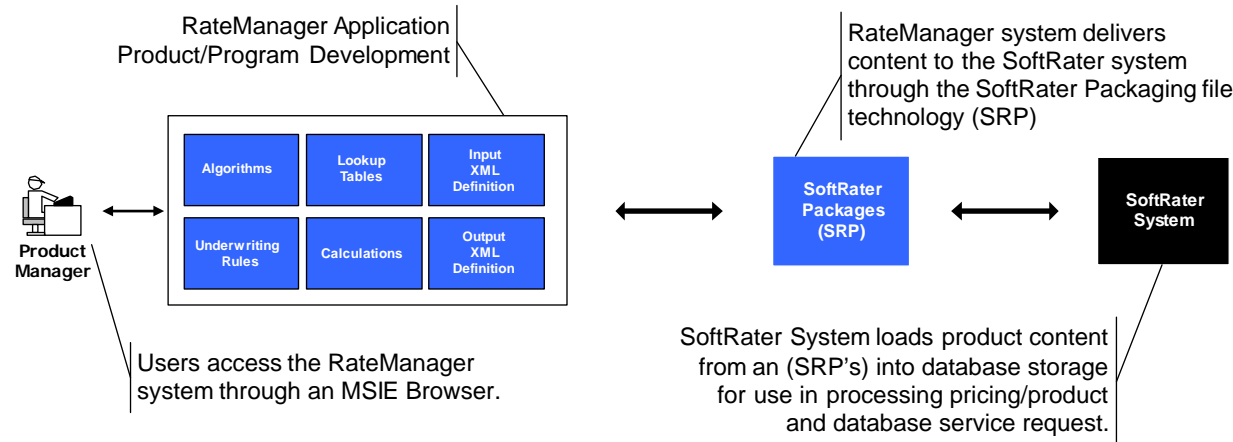 RateManager Application
Product/Program Development
RateManager system delivers
content to the SoftRater system
through the SoftRater Packaging file
technology (SRP)
Algorithms
Lookup
Tables
Input
XML
Definition
Underwriting
Rules
Calculations
Output
XML
Definition
Product
Manager
SoftRater
Packages
(SRP)
SoftRater
System
Users access the RateManager
system through an MSIE Browser.
SoftRater System loads product content
from an (SRP's) into database storage
for use in processing pricing/product
and database service request.